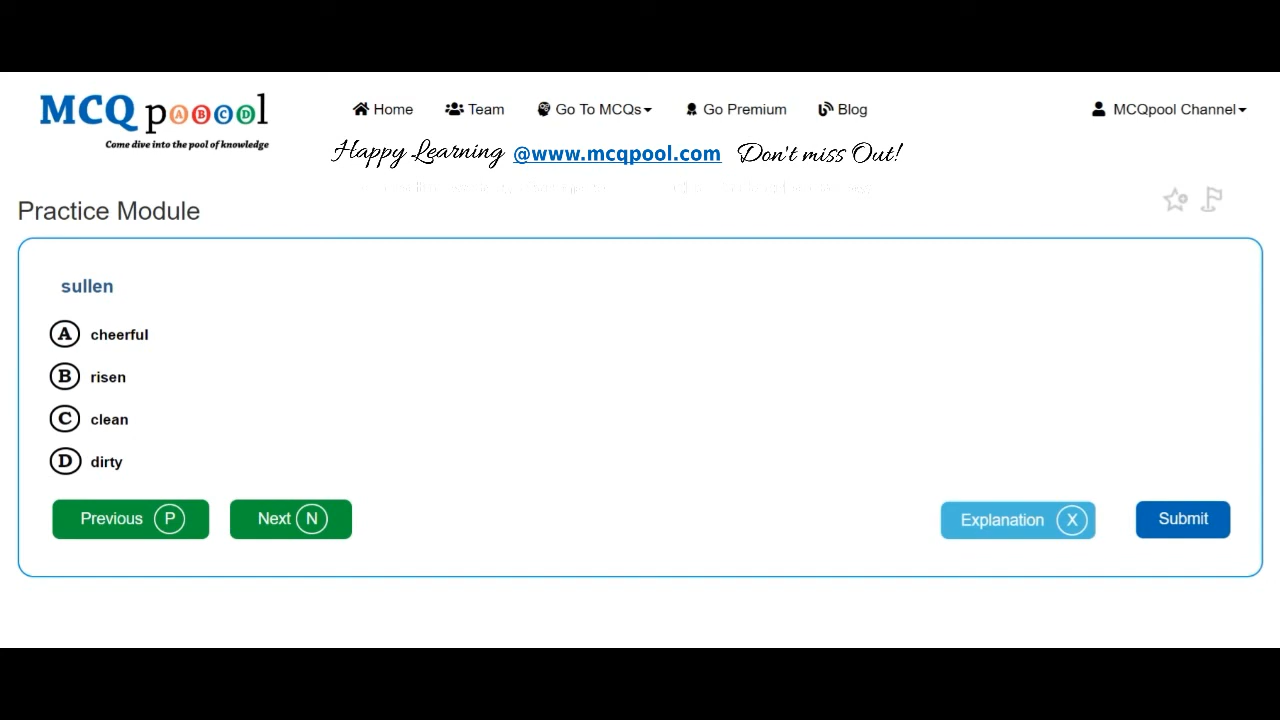 MCQ pooool
A B C D
Come dive into the pool of knowledge
Home Team Go To MCQs Go Premium Blog MCQpool Channel
Happy Learning @www.mcqpool.com Don't miss Out!
Practice Module
sullen
A cheerful
B risen
C clean
D dirty
Previous P Next N Explanation X Submit